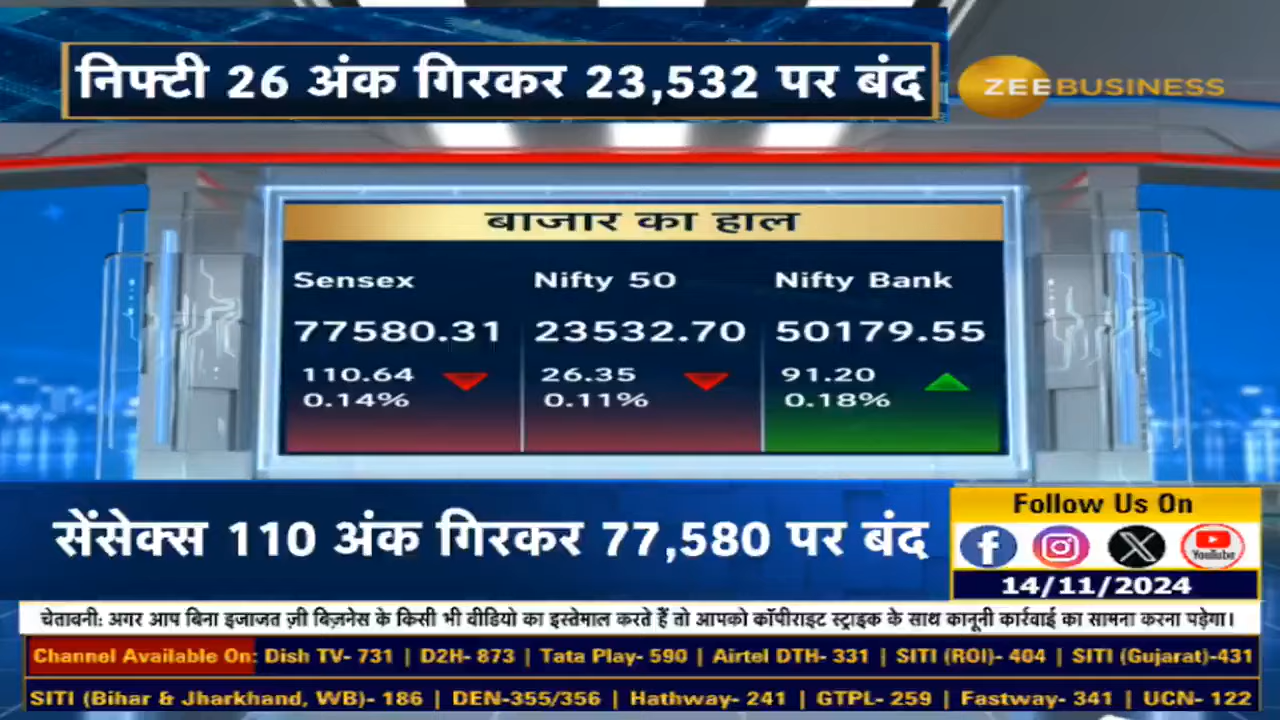 निफ्टी 26 अंक गिरकर 23,532 पर बंद
ZEEBUSINESS
बाजार का हाल
Sensex Nifty 50 Nifty Bank
77580.31 23532.70 50179.55
110.64 26.35 91.20
0.14% 0.11% 0.18%
सेंसेक्स 110 अंक गिरकर 77,580 पर बंद
Follow Us On
YouTube
14/11/2024
चेतावनी: अगर आप बिना इजाजत ज़ी बिज़नेस के किसी भी वीडियो का इस्तेमाल करते हैं तो आपको कॉपीराइट स्ट्राइक के साथ कानूनी कार्रवाई का सामना करना पड़ेगा।
Channel Available On: Dish TV- 731 | D2H- 873 | Tata Play- 590 | Airtel DTH- 331 | SITI (ROI)- 404 | SITI (Gujarat)-431
SITI (Bihar & Jharkhand, WB)- 186 | DEN-355/356 | Hathway- 241 | GTPL- 259 | Fastway- 341 | UCN- 122